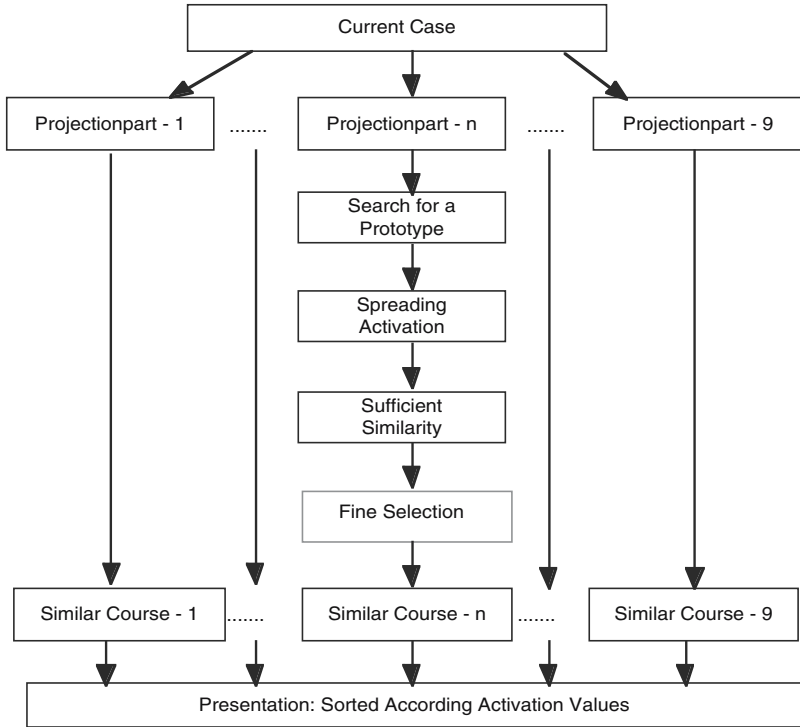 Current Case
Projectionpart - 1 ....... Projectionpart - n ....... Projectionpart - 9
Search for a
Prototype
Spreading
Activation
Sufficient
Similarity
Fine Selection
Similar Course - 1 ....... Similar Course - n ....... Similar Course - 9
Presentation: Sorted According Activation Values